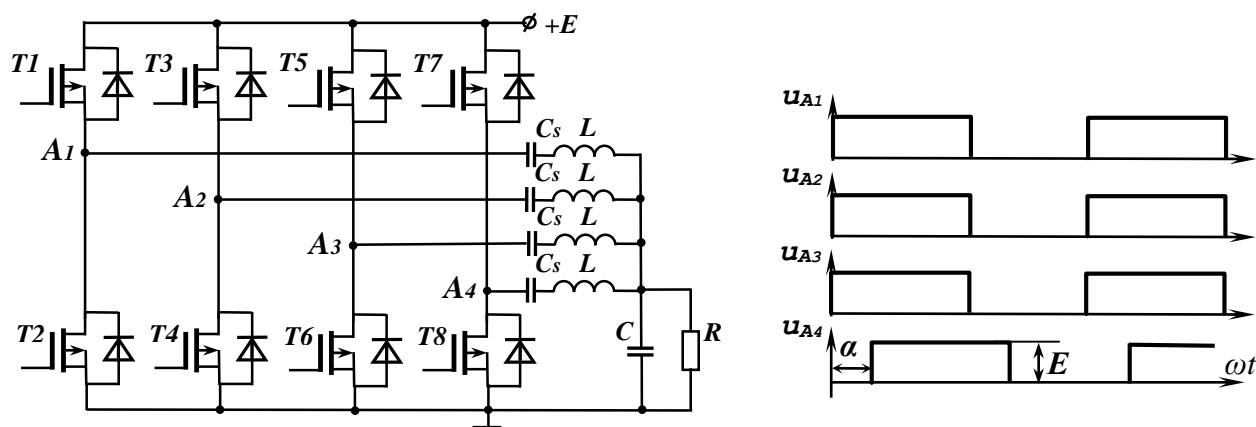 +E
T1 T3 T5 T7
Cs L
A1
Cs L
A2
Cs L
A3
Cs L
A4
T2 T4 T6 T8 C R
uA1
uA2
uA3
uA4
α E ωt